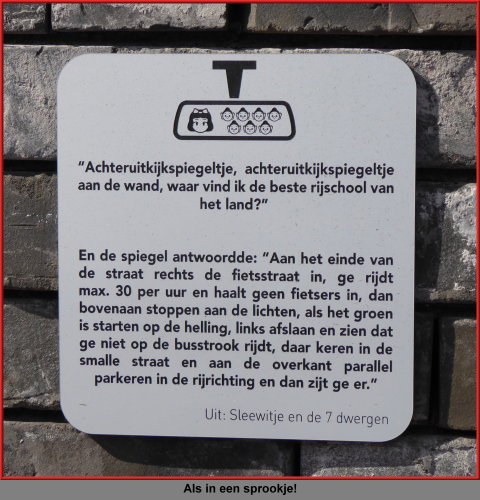 “Achteruitkijkspiegeltje, achteruitkijkspiegeltje
aan de wand, waar vind ik de beste rijschool van
het land?”
En de spiegel antwoordde: “Aan het einde van
de straat rechts de fietsstraat in, ge rijdt
max. 30 per uur en haalt geen fietsers in, dan
bovenaan stoppen aan de lichten, als het groen
is starten op de helling, links afslaan en zien dat
ge niet op de busstrook rijdt, daar keren in de
smalle straat en aan de overkant parallel
parkeren in de rijrichting en dan zijt ge er.”
Uit: Sleewitje en de 7 dwergen
Als in een sprookje!